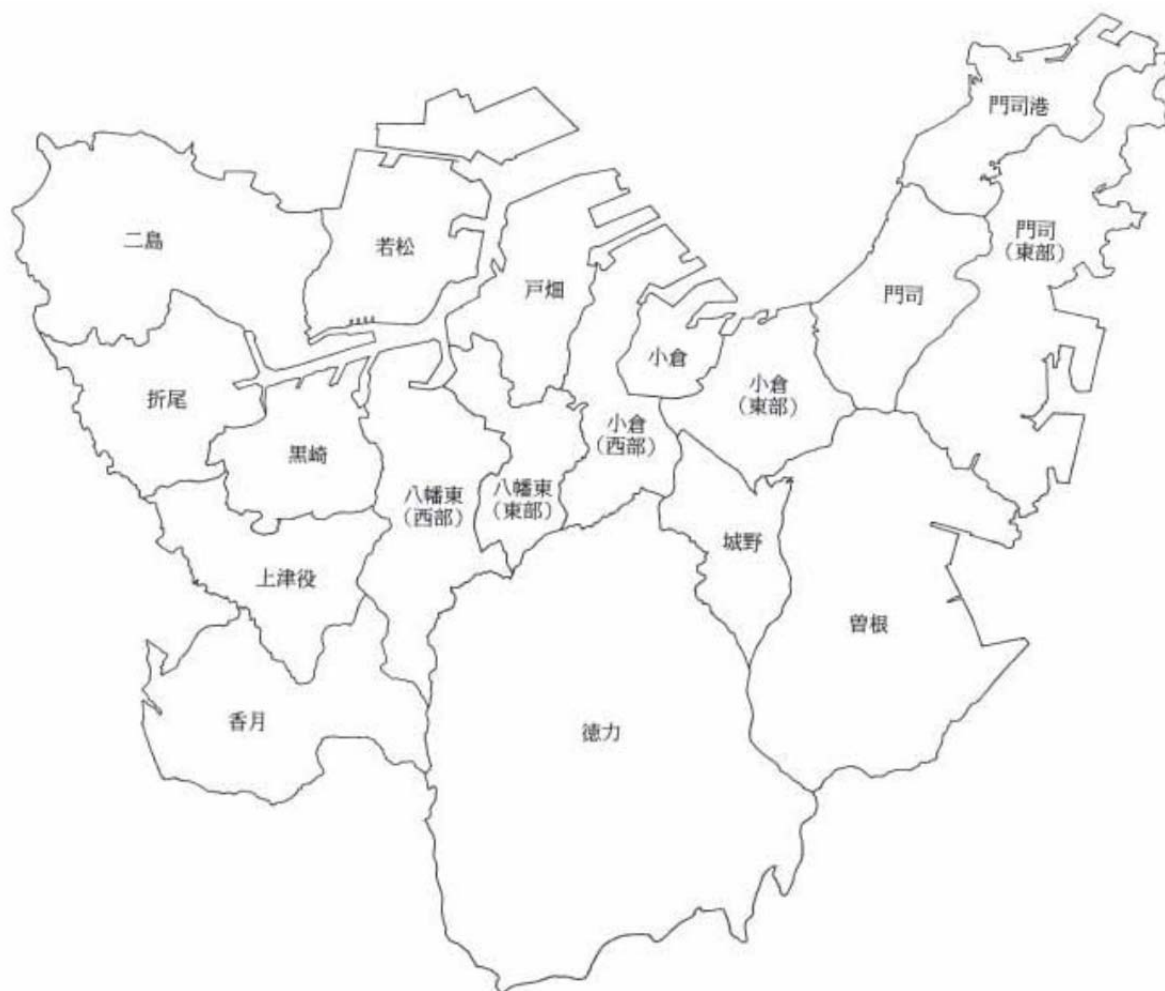 門司港
門司
（東部）
二島
若松
戸畑
門司
小倉
小倉
（東部）
折尾
小倉
（西部）
黒崎
八幡東
（西部）
八幡東
（東部）
城野
上津役
曽根
香月
徳力